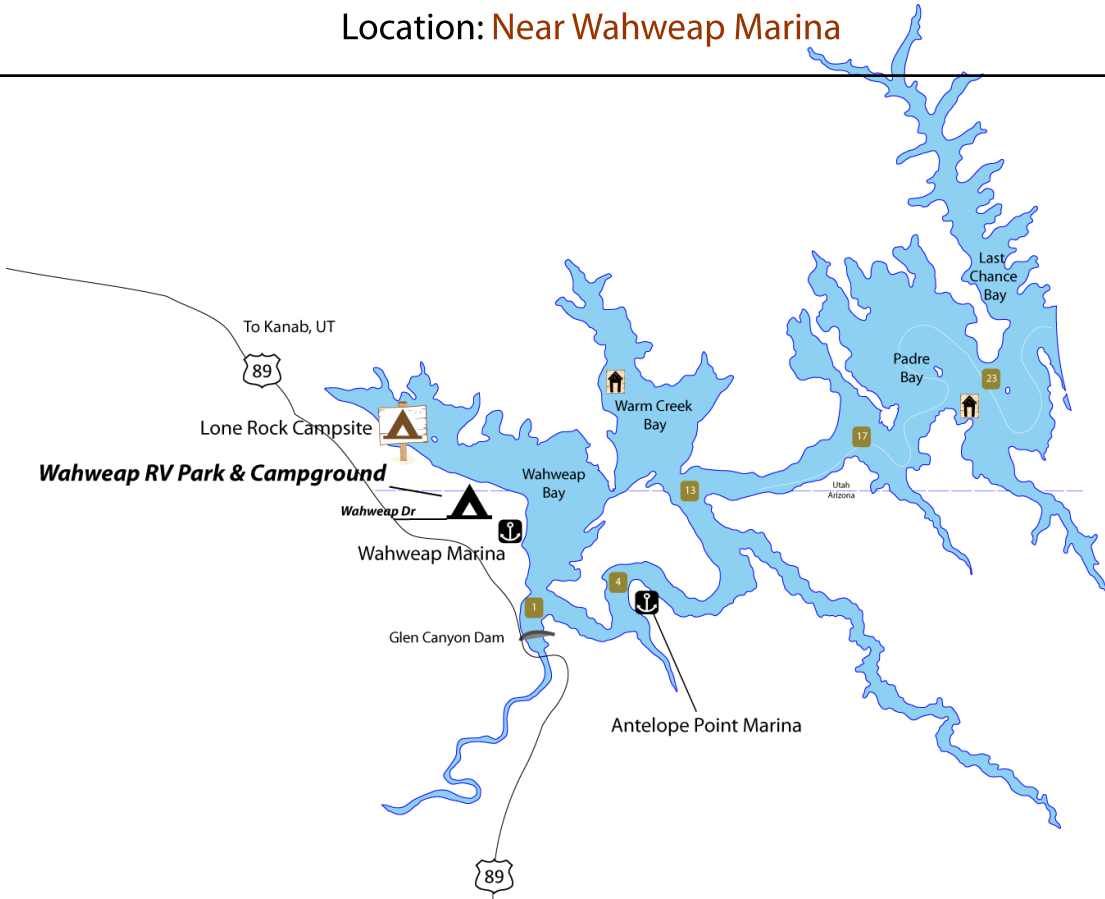 Location: Near Wahweap Marina
Last
Chance
Bay
To Kanab, UT
89
Padre
Bay
23
Warm Creek
Bay
Lone Rock Campsite
17
Wahweap RV Park & Campground
Wahweap
Bay
13
Utah
Arizona
Wahweap Dr
Wahweap Marina
4
1
Glen Canyon Dam
Antelope Point Marina
89